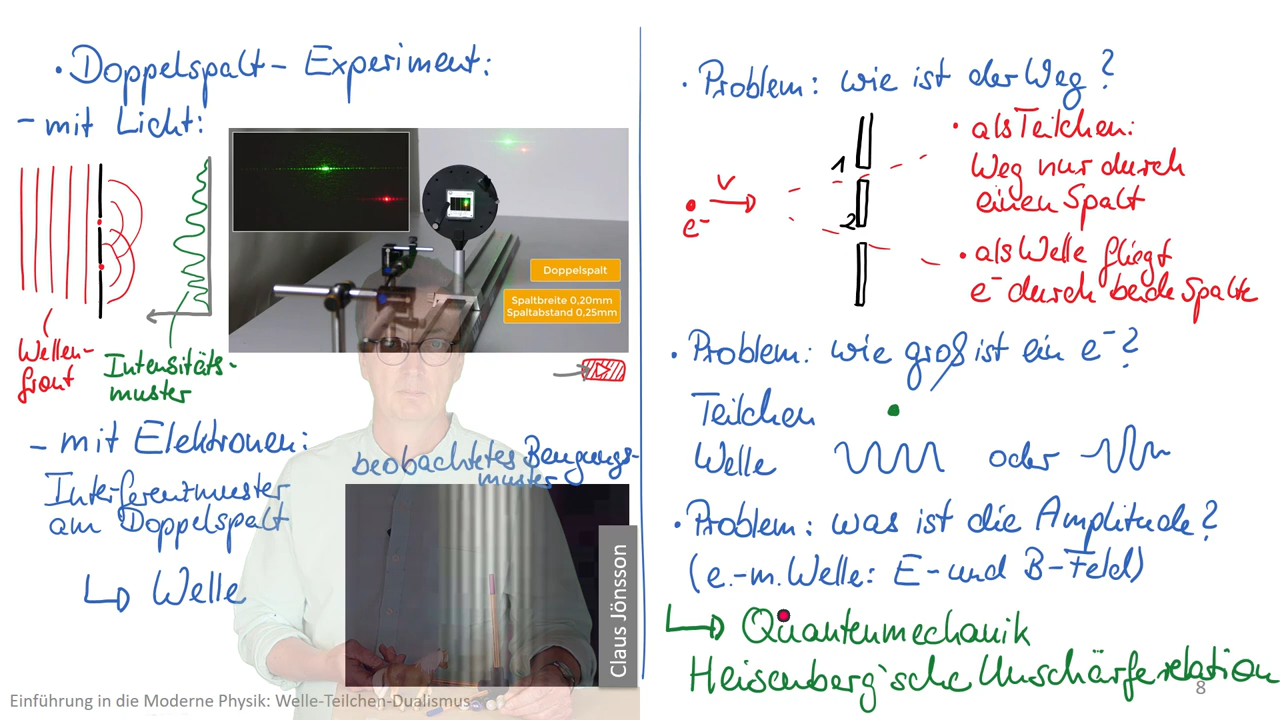 • Doppelspalt - Experiment:
- mit Licht:
Doppelspalt
Spaltbreite 0,20mm
Spaltabstand 0,25mm
Wellen-
front
Intensitäts-
muster
- mit Elektronen:
Interferenzmuster
am Doppelspalt
↳ Welle
beobachtetes Beugungs-
muster
Claus Jönsson
• Problem: wie ist der Weg?
1
2
v
e⁻
• als Teilchen:
Weg nur durch
einen Spalt
• als Welle fliegt
e⁻ durch beide Spalte
• Problem: wie groß ist ein e⁻?
Teilchen
Welle oder
• Problem: was ist die Amplitude?
(e.-m. Welle: E- und B-Feld)
↳ Quantenmechanik
Heisenberg'sche Unschärferelation
Einführung in die Moderne Physik: Welle-Teilchen-Dualismus
8